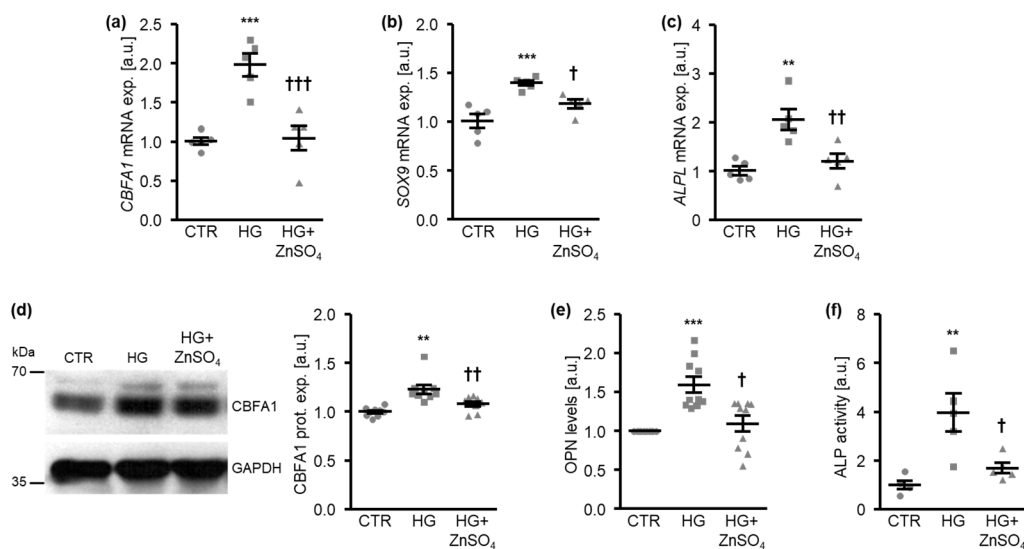 (a)
CBFA1 mRNA exp. [a.u.]
2.5
2.0
1.5
1.0
0.5
0.0
***
†††
CTR
HG
HG+
ZnSO₄
(b)
SOX9 mRNA exp. [a.u.]
2.0
1.5
1.0
0.5
0.0
***
†
CTR
HG
HG+
ZnSO₄
(c)
ALPL mRNA exp. [a.u.]
4
3
2
1
0
**
††
CTR
HG
HG+
ZnSO₄
(d)
kDa
70
35
CTR
HG
HG+
ZnSO₄
CBFA1
GAPDH
CBFA1 prot. exp. [a.u.]
2.0
1.5
1.0
0.5
0.0
**
††
CTR
HG
HG+
ZnSO₄
(e)
OPN levels [a.u.]
2.5
2.0
1.5
1.0
0.5
0.0
***
†
CTR
HG
HG+
ZnSO₄
(f)
ALP activity [a.u.]
8
6
4
2
0
**
†
CTR
HG
HG+
ZnSO₄